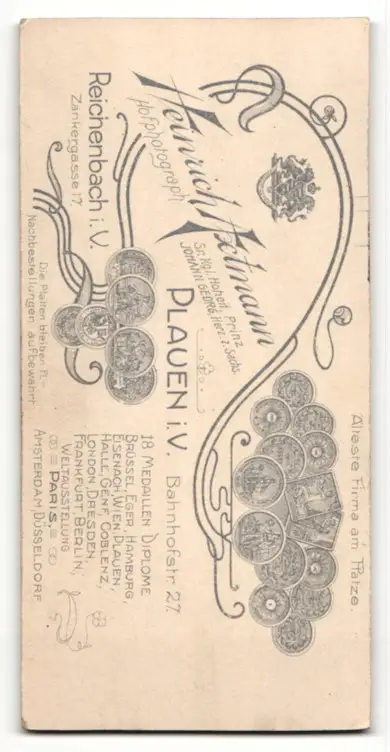 Älteste Firma am Platze.
Heinrich Axtmann
Hofphotograph
Sr. Kgl. Hoheit Prinz
JOHANN GEORG, Herz. z. Sachs.
PLAUEN i.V. Bahnhofstr. 27.
Reichenbach i.V.
Zenkergasse 17.
18 MEDAILLEN DIPLOME
BRÜSSEL, EGER, HAMBURG,
EISENACH, WIEN, PLAUEN,
HALLE, GENF, COBLENZ,
LONDON, DRESDEN,
FRANKFURT, BERLIN,
WELTAUSSTELLUNG
PARIS.
AMSTERDAM, DÜSSELDORF
Die Platten bleiben f.
Nachbestellungen aufbewahrt.